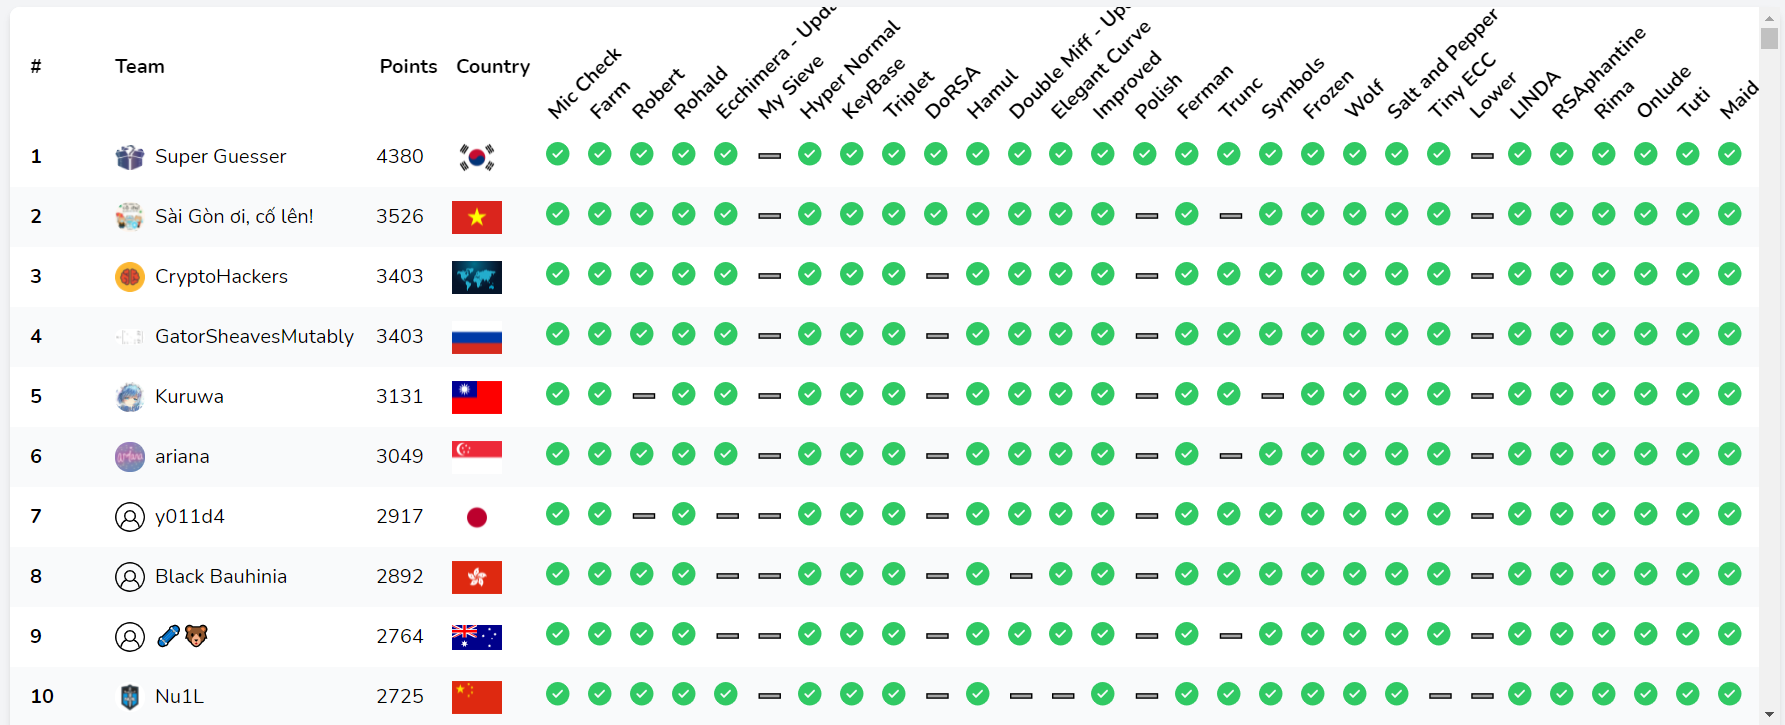 # Team Points Country Mic Check Farm Robert Rohald Ecchimera - Upda My Sieve Hyper Normal KeyBase Triplet DoRSA Hamul Double Miff - Up Elegant Curve Improved Polish Ferman Trunc Symbols Frozen Wolf Salt and Pepper Tiny ECC Lower LINDA RSAphantine Rima Onlude Tuti Maid
1 Super Guesser 4380
2 Sài Gòn ơi, cố lên! 3526
3 CryptoHackers 3403
4 GatorSheavesMutably 3403
5 Kuruwa 3131
6 ariana 3049
7 y011d4 2917
8 Black Bauhinia 2892
9 2764
10 Nu1L 2725